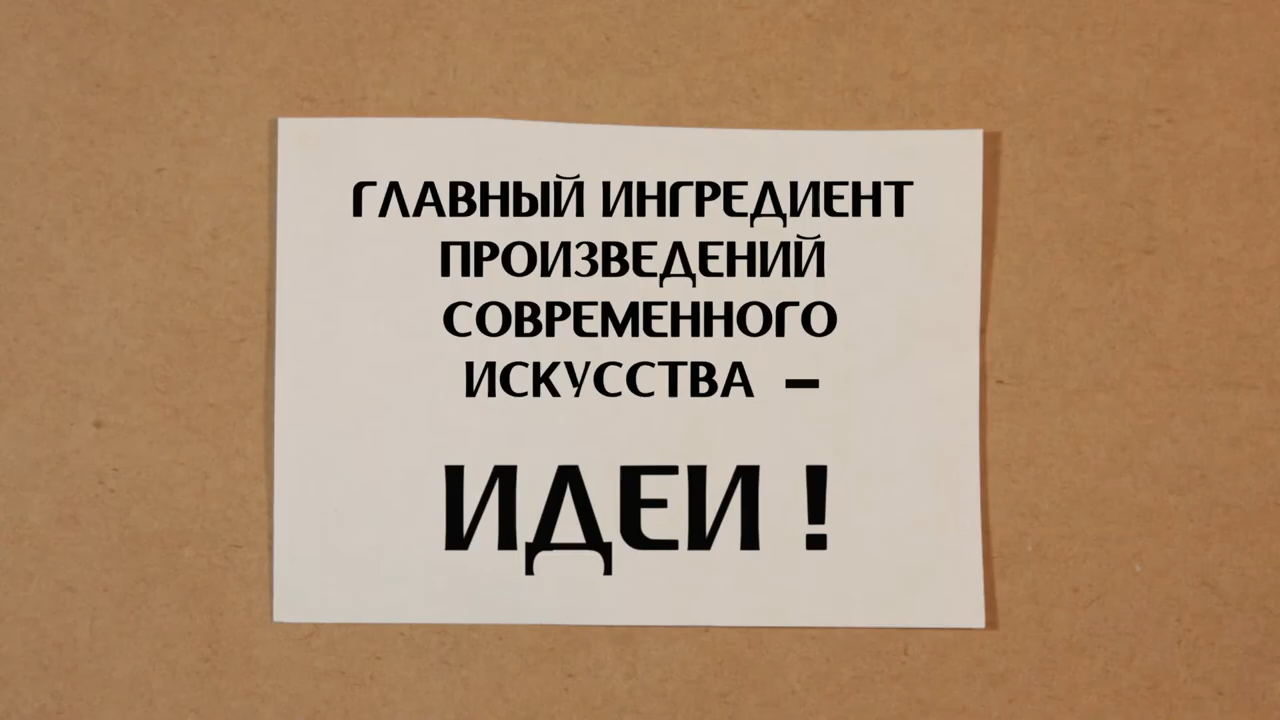 ГЛАВНЫЙ ИНГРЕДИЕНТ
ПРОИЗВЕДЕНИЙ
СОВРЕМЕННОГО
ИСКУССТВА –
ИДЕИ !